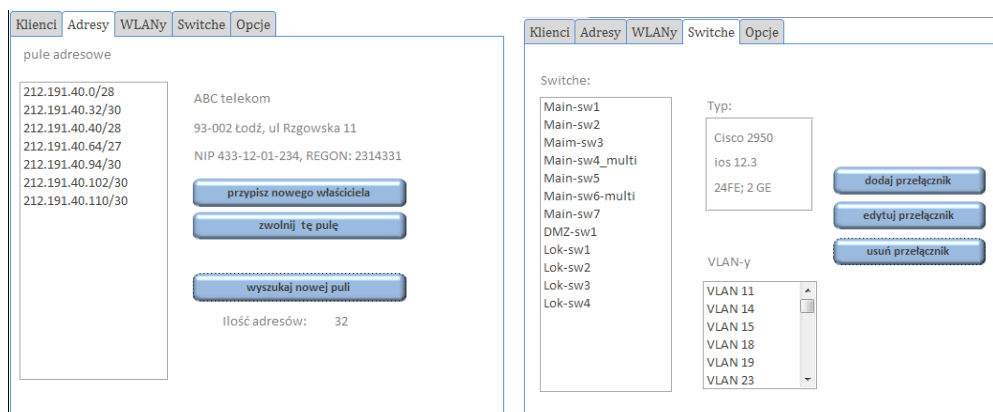 Klienci Adresy WLANy Switche Opcje
pule adresowe
212.191.40.0/28
212.191.40.32/30
212.191.40.40/28
212.191.40.64/27
212.191.40.94/30
212.191.40.102/30
212.191.40.110/30
ABC telekom
93-002 Łodź, ul Rzgowska 11
NIP 433-12-01-234, REGON: 2314331
przypisz nowego właściciela
zwolnij tę pulę
wyszukaj nowej puli
Ilość adresów: 32
Klienci Adresy WLANy Switche Opcje
Switche:
Main-sw1
Main-sw2
Maim-sw3
Main-sw4_multi
Main-sw5
Main-sw6-multi
Main-sw7
DMZ-sw1
Lok-sw1
Lok-sw2
Lok-sw3
Lok-sw4
Typ:
Cisco 2950
ios 12.3
24FE; 2 GE
VLAN-y
VLAN 11
VLAN 14
VLAN 15
VLAN 18
VLAN 19
VLAN 23
dodaj przełącznik
edytuj przełącznik
usuń przełącznik